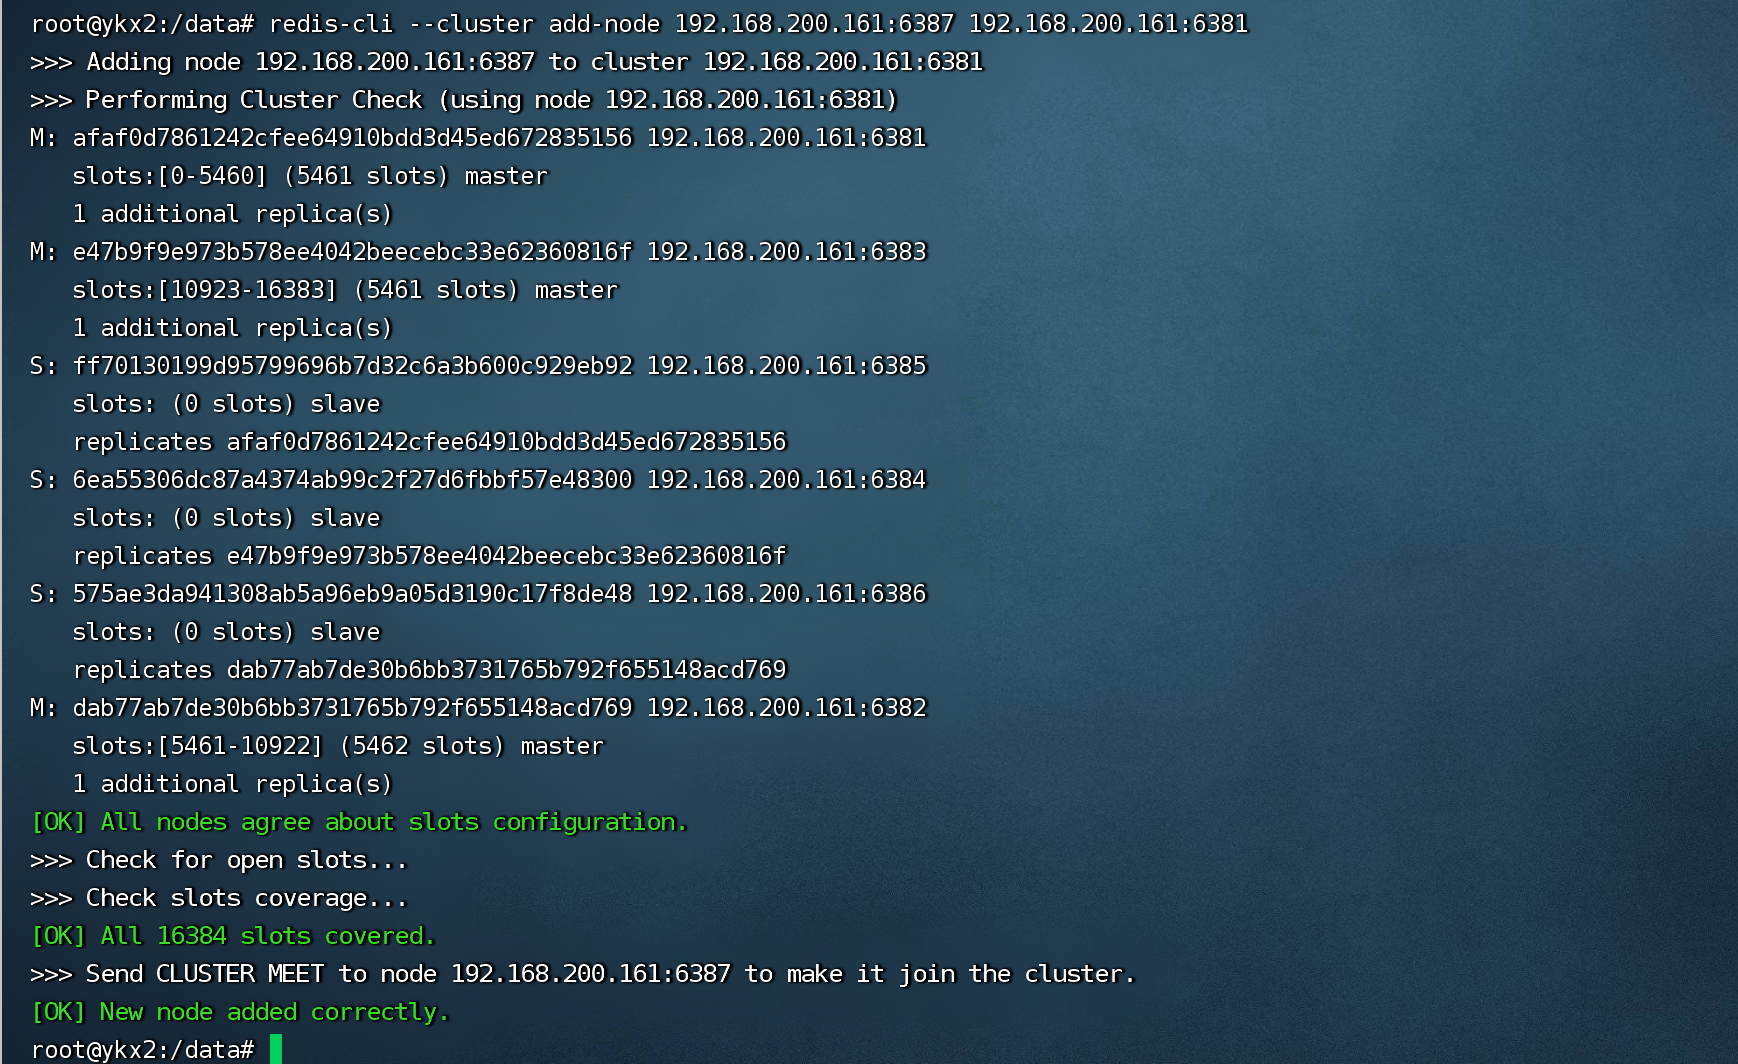 root@ykx2:/data# redis-cli --cluster add-node 192.168.200.161:6387 192.168.200.161:6381
>>> Adding node 192.168.200.161:6387 to cluster 192.168.200.161:6381
>>> Performing Cluster Check (using node 192.168.200.161:6381)
M: afaf0d7861242cfee64910bdd3d45ed672835156 192.168.200.161:6381
slots:[0-5460] (5461 slots) master
1 additional replica(s)
M: e47b9f9e973b578ee4042beecebc33e62360816f 192.168.200.161:6383
slots:[10923-16383] (5461 slots) master
1 additional replica(s)
S: ff70130199d95799696b7d32c6a3b600c929eb92 192.168.200.161:6385
slots: (0 slots) slave
replicates afaf0d7861242cfee64910bdd3d45ed672835156
S: 6ea55306dc87a4374ab99c2f27d6fbbf57e48300 192.168.200.161:6384
slots: (0 slots) slave
replicates e47b9f9e973b578ee4042beecebc33e62360816f
S: 575ae3da941308ab5a96eb9a05d3190c17f8de48 192.168.200.161:6386
slots: (0 slots) slave
replicates dab77ab7de30b6bb3731765b792f655148acd769
M: dab77ab7de30b6bb3731765b792f655148acd769 192.168.200.161:6382
slots:[5461-10922] (5462 slots) master
1 additional replica(s)
[OK] All nodes agree about slots configuration.
>>> Check for open slots...
>>> Check slots coverage...
[OK] All 16384 slots covered.
>>> Send CLUSTER MEET to node 192.168.200.161:6387 to make it join the cluster.
[OK] New node added correctly.
root@ykx2:/data#